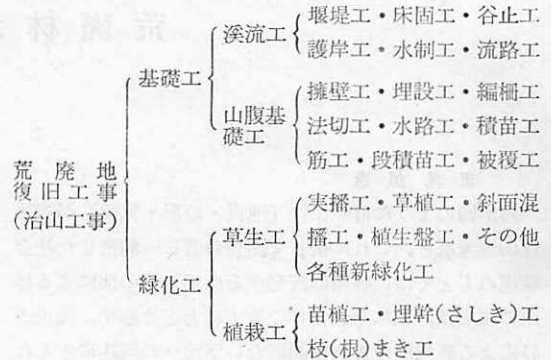 堰堤工・床固工・谷止工
溪流工
護岸工・水制工・流路工
基礎工
擁壁工・埋設工・編柵工
山腹基
礎工
法切工・水路工・積苗工
筋工・段積苗工・被覆工
荒廃地
復旧工事
(治山工事)
実播工・草植工・斜面混
草生工
播工・植生盤工・その他
各種新緑化工
緑化工
苗植工・埋幹(さしき)工
植栽工
枝(根)まき工